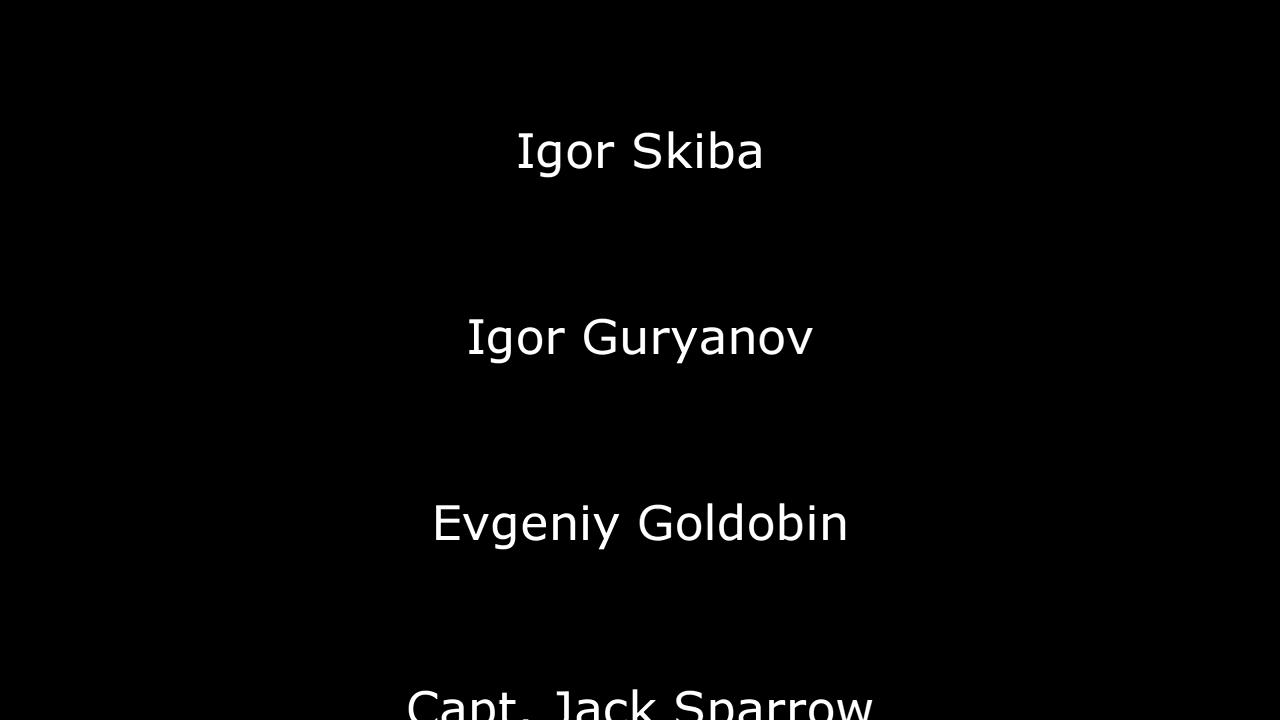 Igor Skiba
Igor Guryanov
Evgeniy Goldobin
Capt. Jack Sparrow